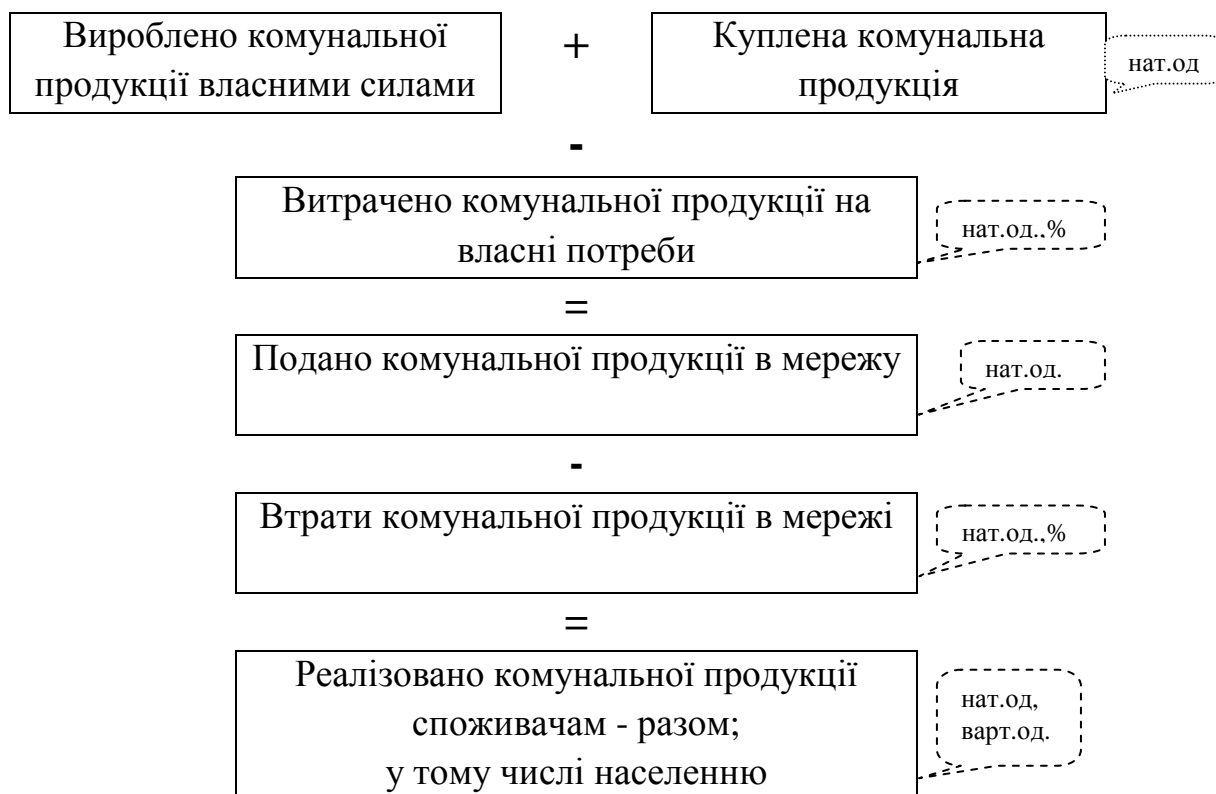 Вироблено комунальної
продукції власними силами
+
Куплена комунальна
продукція
нат.од
-
Витрачено комунальної продукції на
власні потреби
нат.од.,%
=
Подано комунальної продукції в мережу
нат.од.
-
Втрати комунальної продукції в мережі
нат.од.,%
=
Реалізовано комунальної продукції
споживачам - разом;
у тому числі населенню
нат.од,
варт.од.